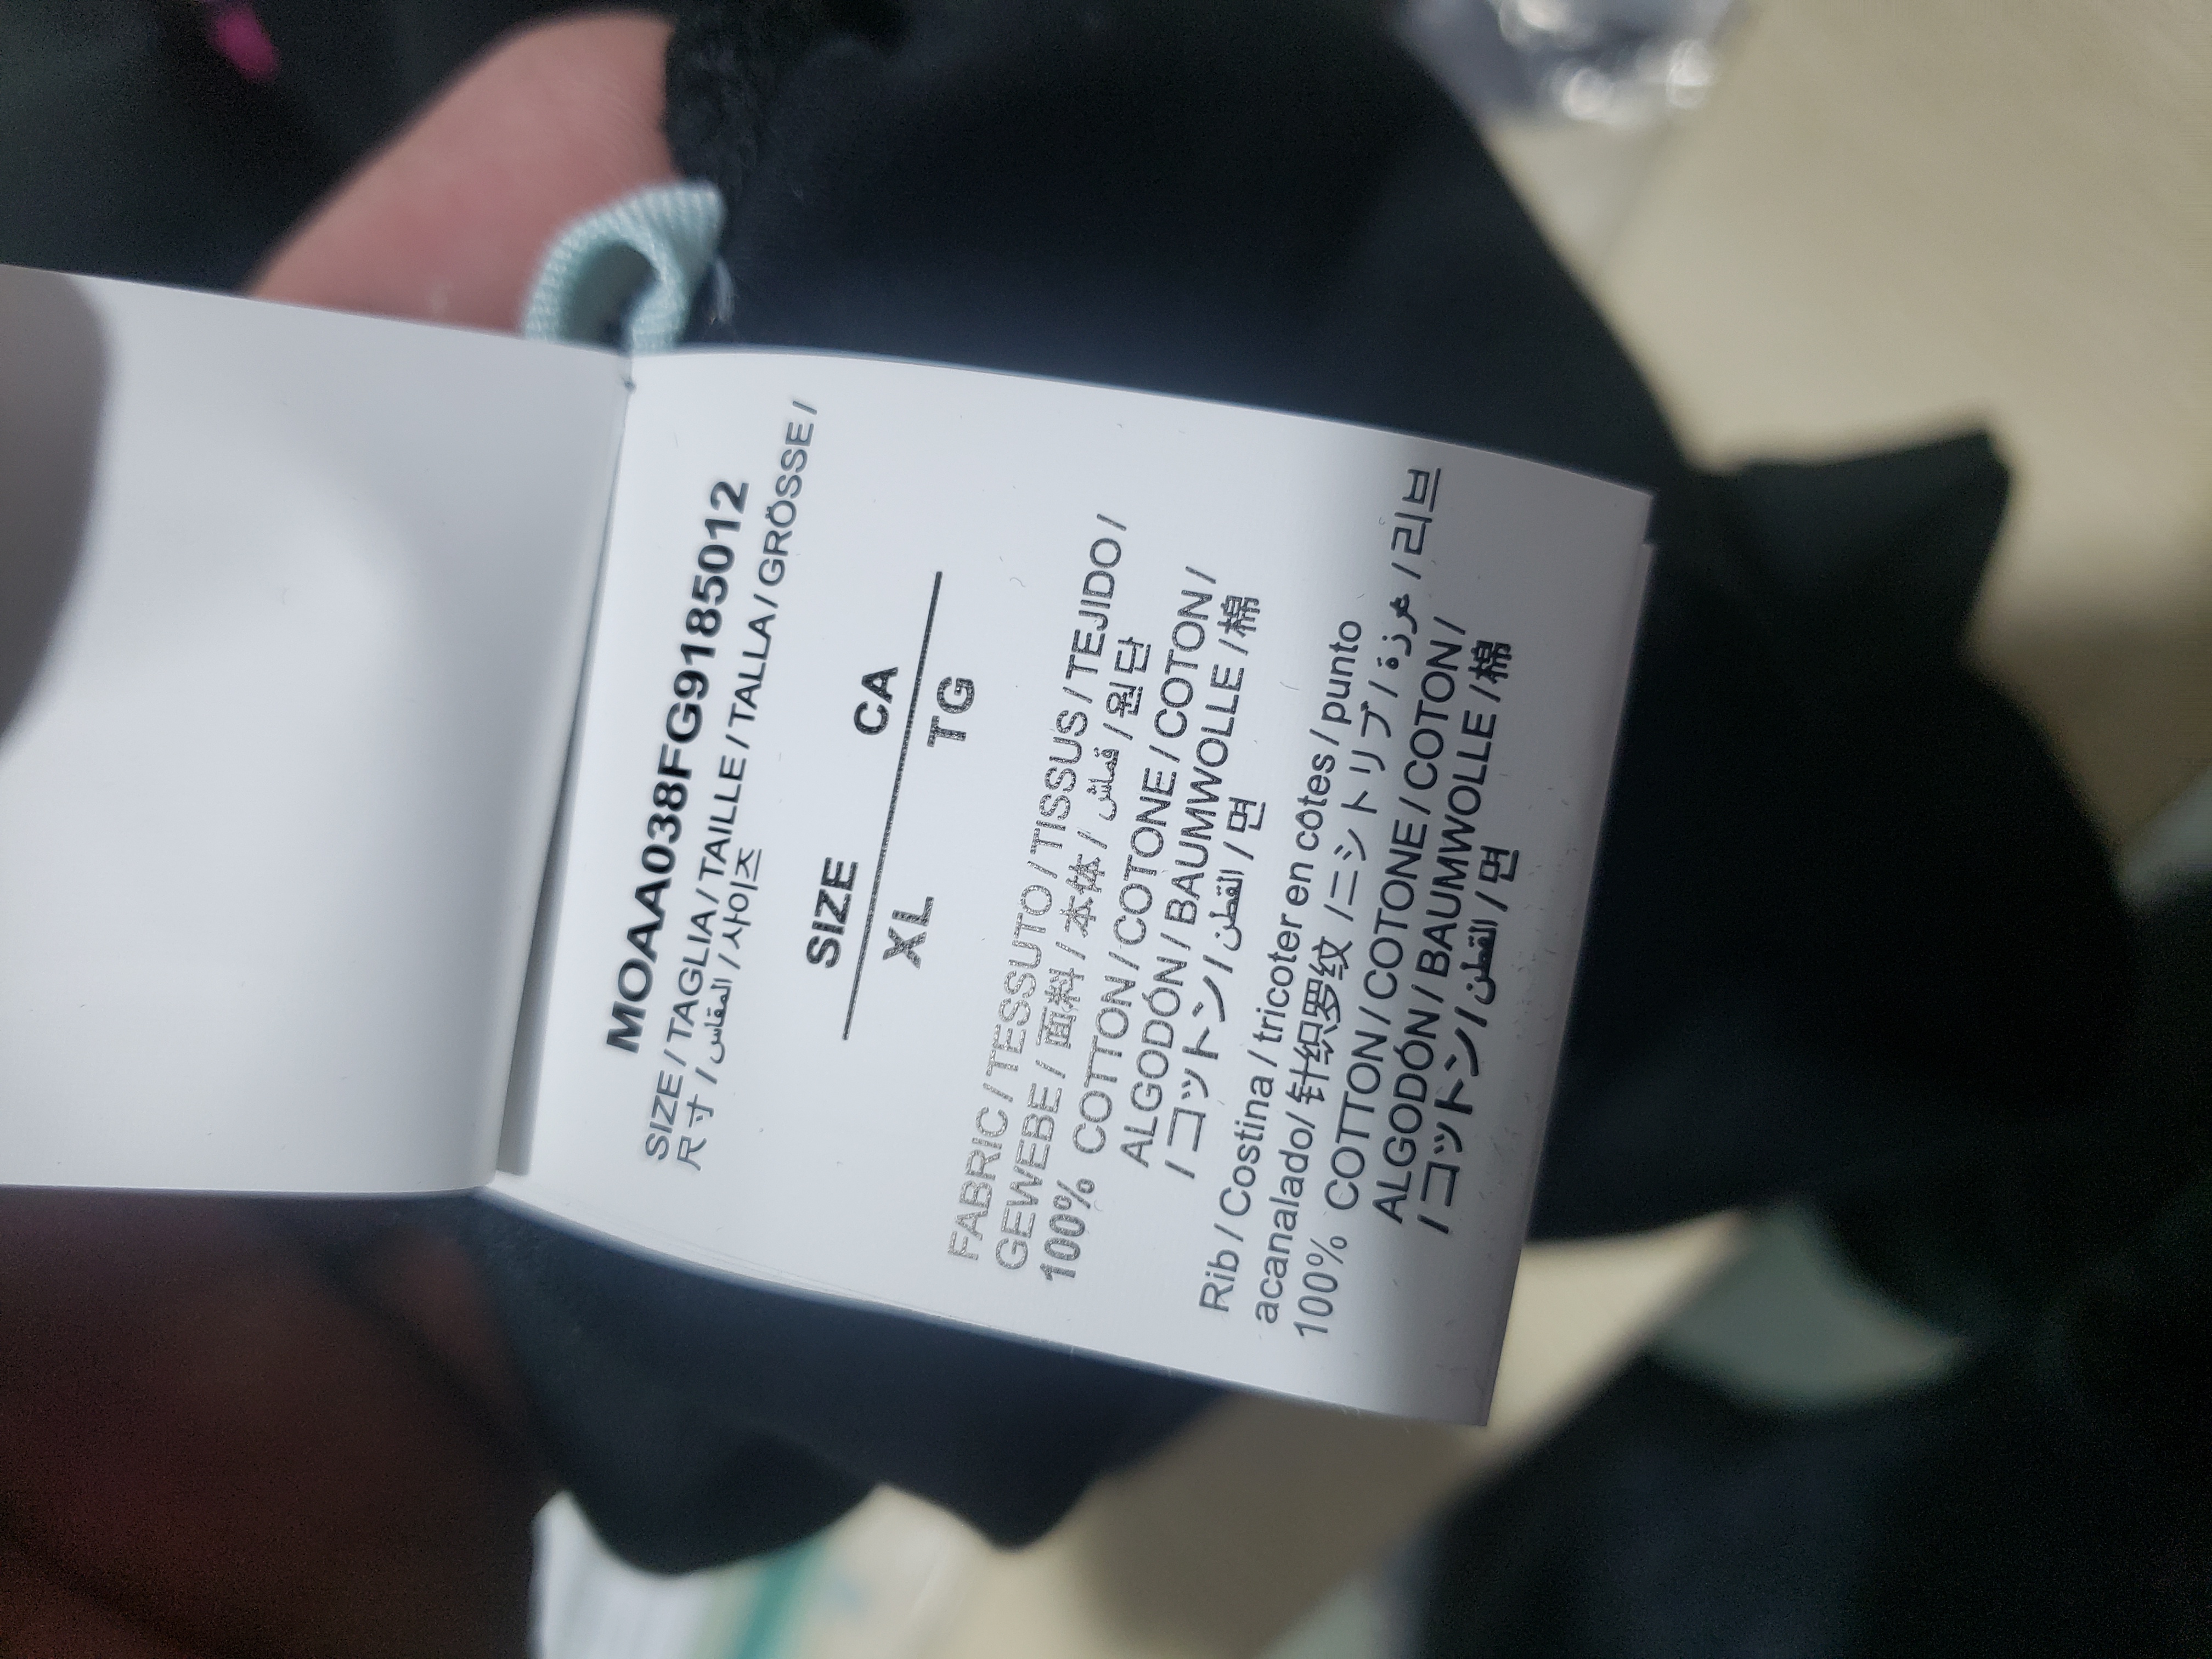 MOAA038FG9185012
SIZE / TAGLIA / TAILLE / TALLA / GRÖSSE /
尺寸 / المقاس / 사이즈
SIZE CA
XL TG
FABRIC / TESSUTO / TISSUS / TEJIDO /
GEWEBE / 面料 / 本体 / قماش / 원단
100% COTTON / COTONE / COTON /
ALGODÓN / BAUMWOLLE / 棉
/ コットン / القطن / 면
Rib / Costina / tricoter en côtes / punto
acanalado / 针织罗纹 / ニシトリブ / غرزة / 리브
100% COTTON / COTONE / COTON /
ALGODÓN / BAUMWOLLE / 棉
/ コットン / القطن / 면